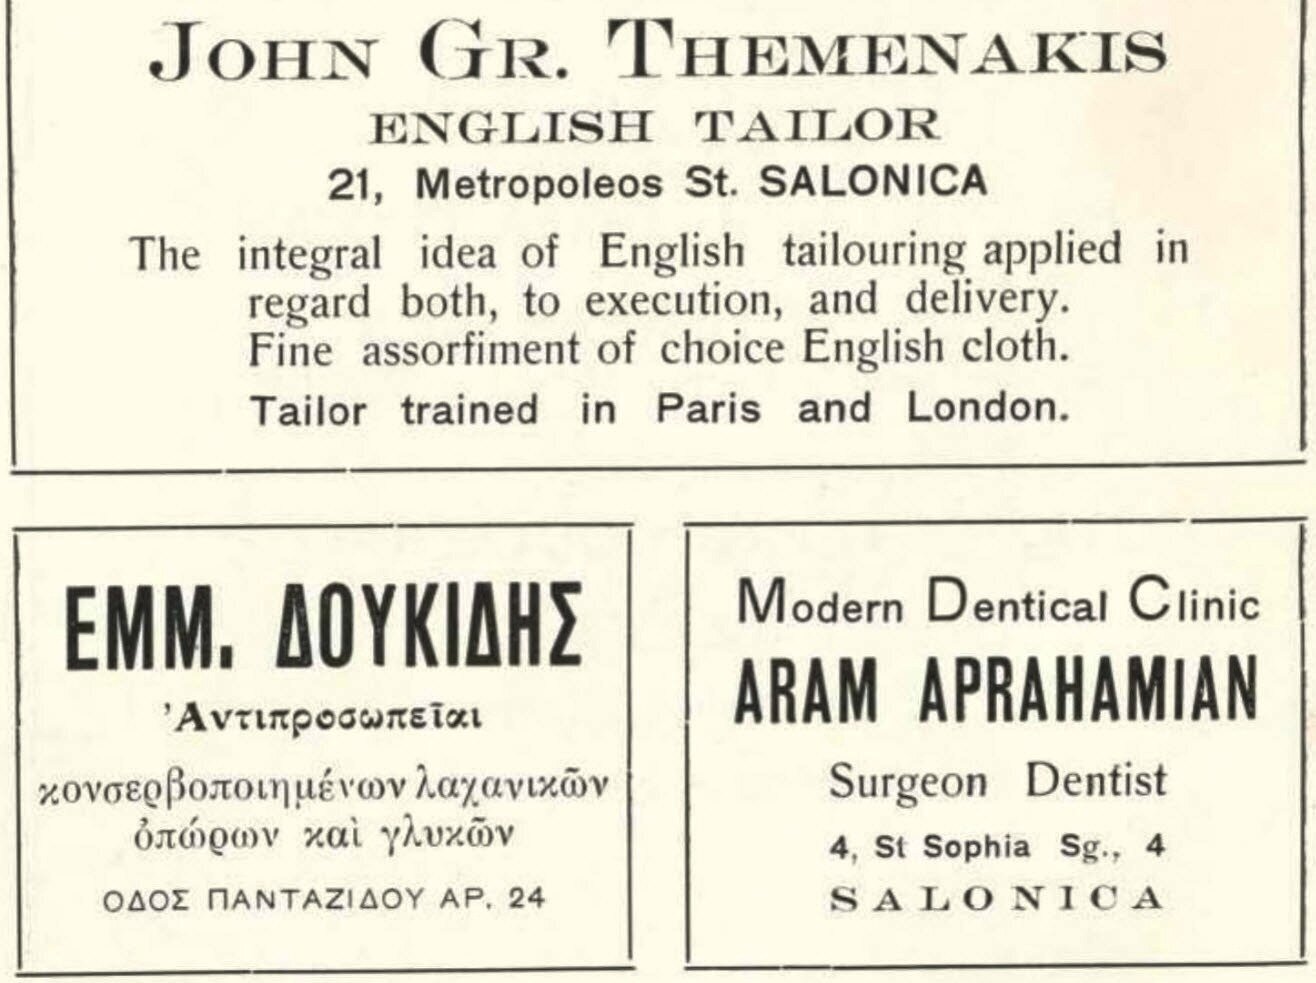 JOHN GR. THEMENAKIS
ENGLISH TAILOR
21, Metropoleos St. SALONICA
The integral idea of English tailouring applied in
regard both, to execution, and delivery.
Fine assorfiment of choice English cloth.
Tailor trained in Paris and London.
ΕΜΜ. ΔΟΥΚΙΔΗΣ
Ἀντιπροσωπεῖαι
κονσερβοποιημένων λαχανικῶν
ὀπώρων καὶ γλυκῶν
ΟΔΟΣ ΠΑΝΤΑΖΙΔΟΥ ΑΡ. 24
Modern Dentical Clinic
ARAM APRAHAMIAN
Surgeon Dentist
4, St Sophia Sg., 4
SALONICA